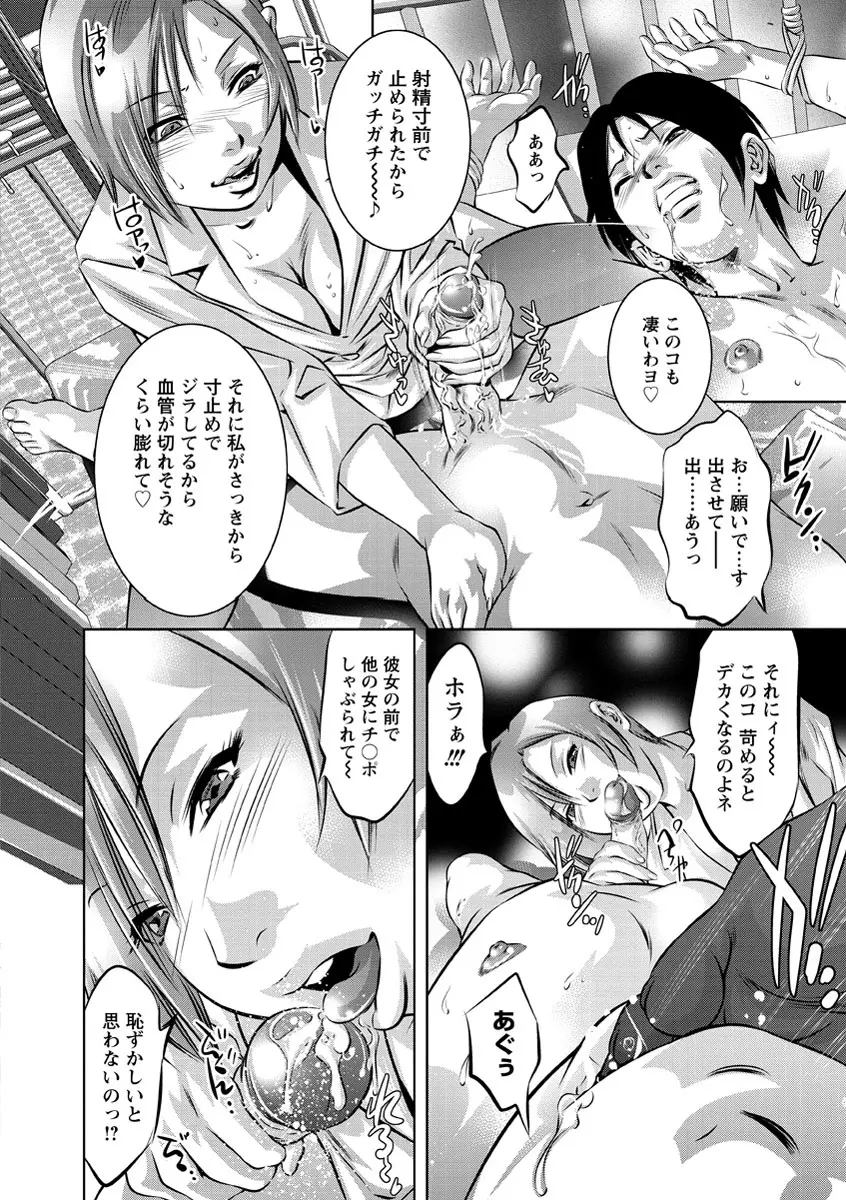 ああっ
射精寸前で
止められたから
ガッチガチ〜〜♪
このコも
凄いわヨ♡
お…願いで…す
出させて――
出……あうっ
それに私がさっきから
寸止めで
ジラしてるから
血管が切れそうな
くらい膨れて♡
それにィ〜〜
このコ 苛めると
デカくなるのよネ
ホラぁ!!!
あぐぅ
彼女の前で
他の女にチ◯ポ
しゃぶられて〜
恥ずかしいと
思わないのっ!?